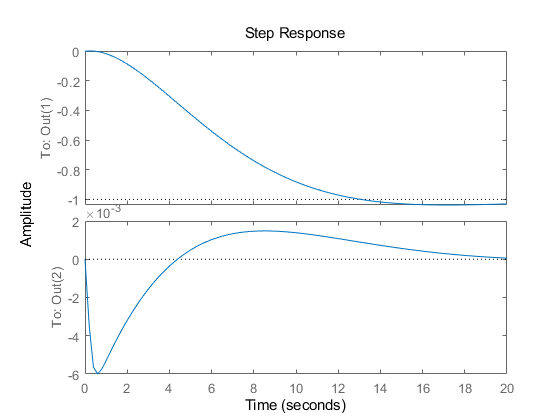 Step Response
Amplitude
To: Out(1)
0
-0.2
-0.4
-0.6
-0.8
-1
×10⁻³
To: Out(2)
2
0
-2
-4
-6
0 2 4 6 8 10 12 14 16 18 20
Time (seconds)